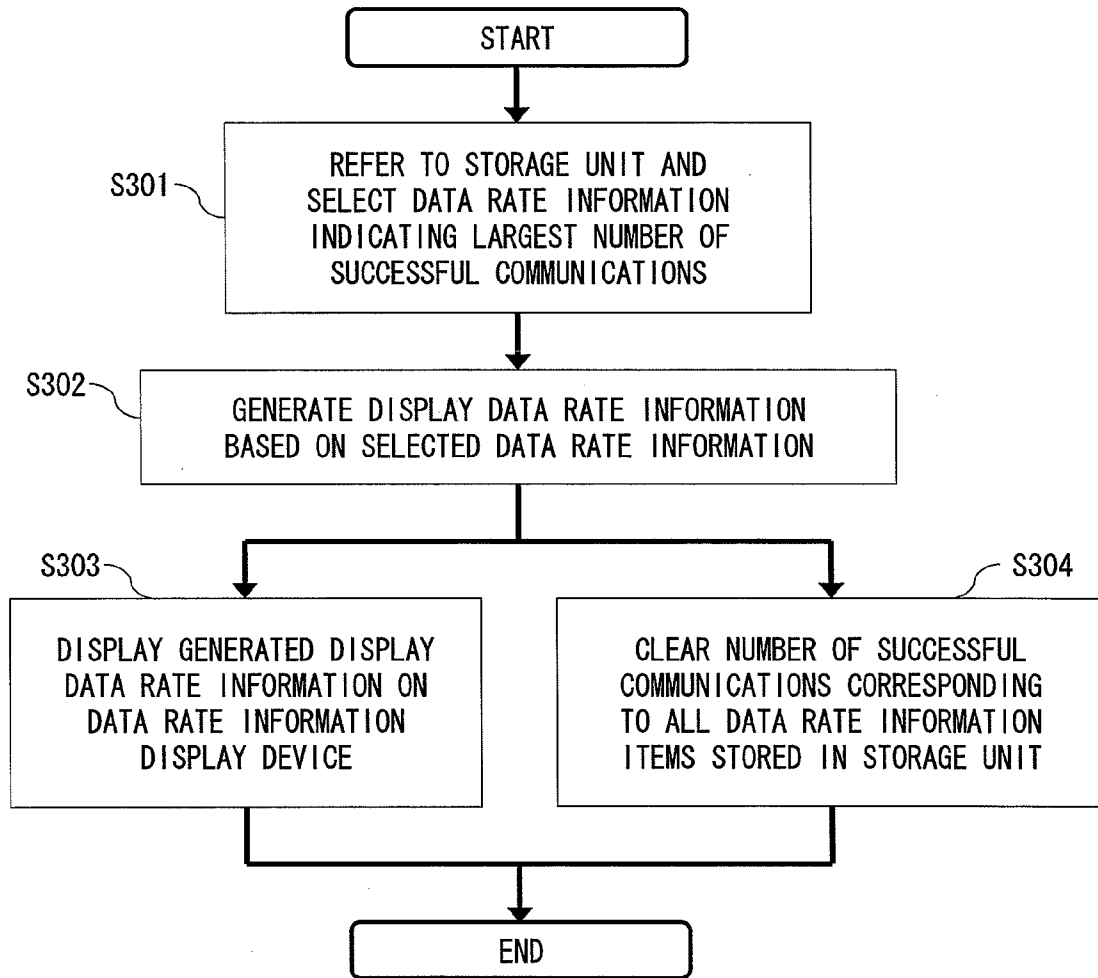 START
S301
REFER TO STORAGE UNIT AND
SELECT DATA RATE INFORMATION
INDICATING LARGEST NUMBER OF
SUCCESSFUL COMMUNICATIONS
S302
GENERATE DISPLAY DATA RATE INFORMATION
BASED ON SELECTED DATA RATE INFORMATION
S303
DISPLAY GENERATED DISPLAY
DATA RATE INFORMATION ON
DATA RATE INFORMATION
DISPLAY DEVICE
S304
CLEAR NUMBER OF SUCCESSFUL
COMMUNICATIONS CORRESPONDING
TO ALL DATA RATE INFORMATION
ITEMS STORED IN STORAGE UNIT
END